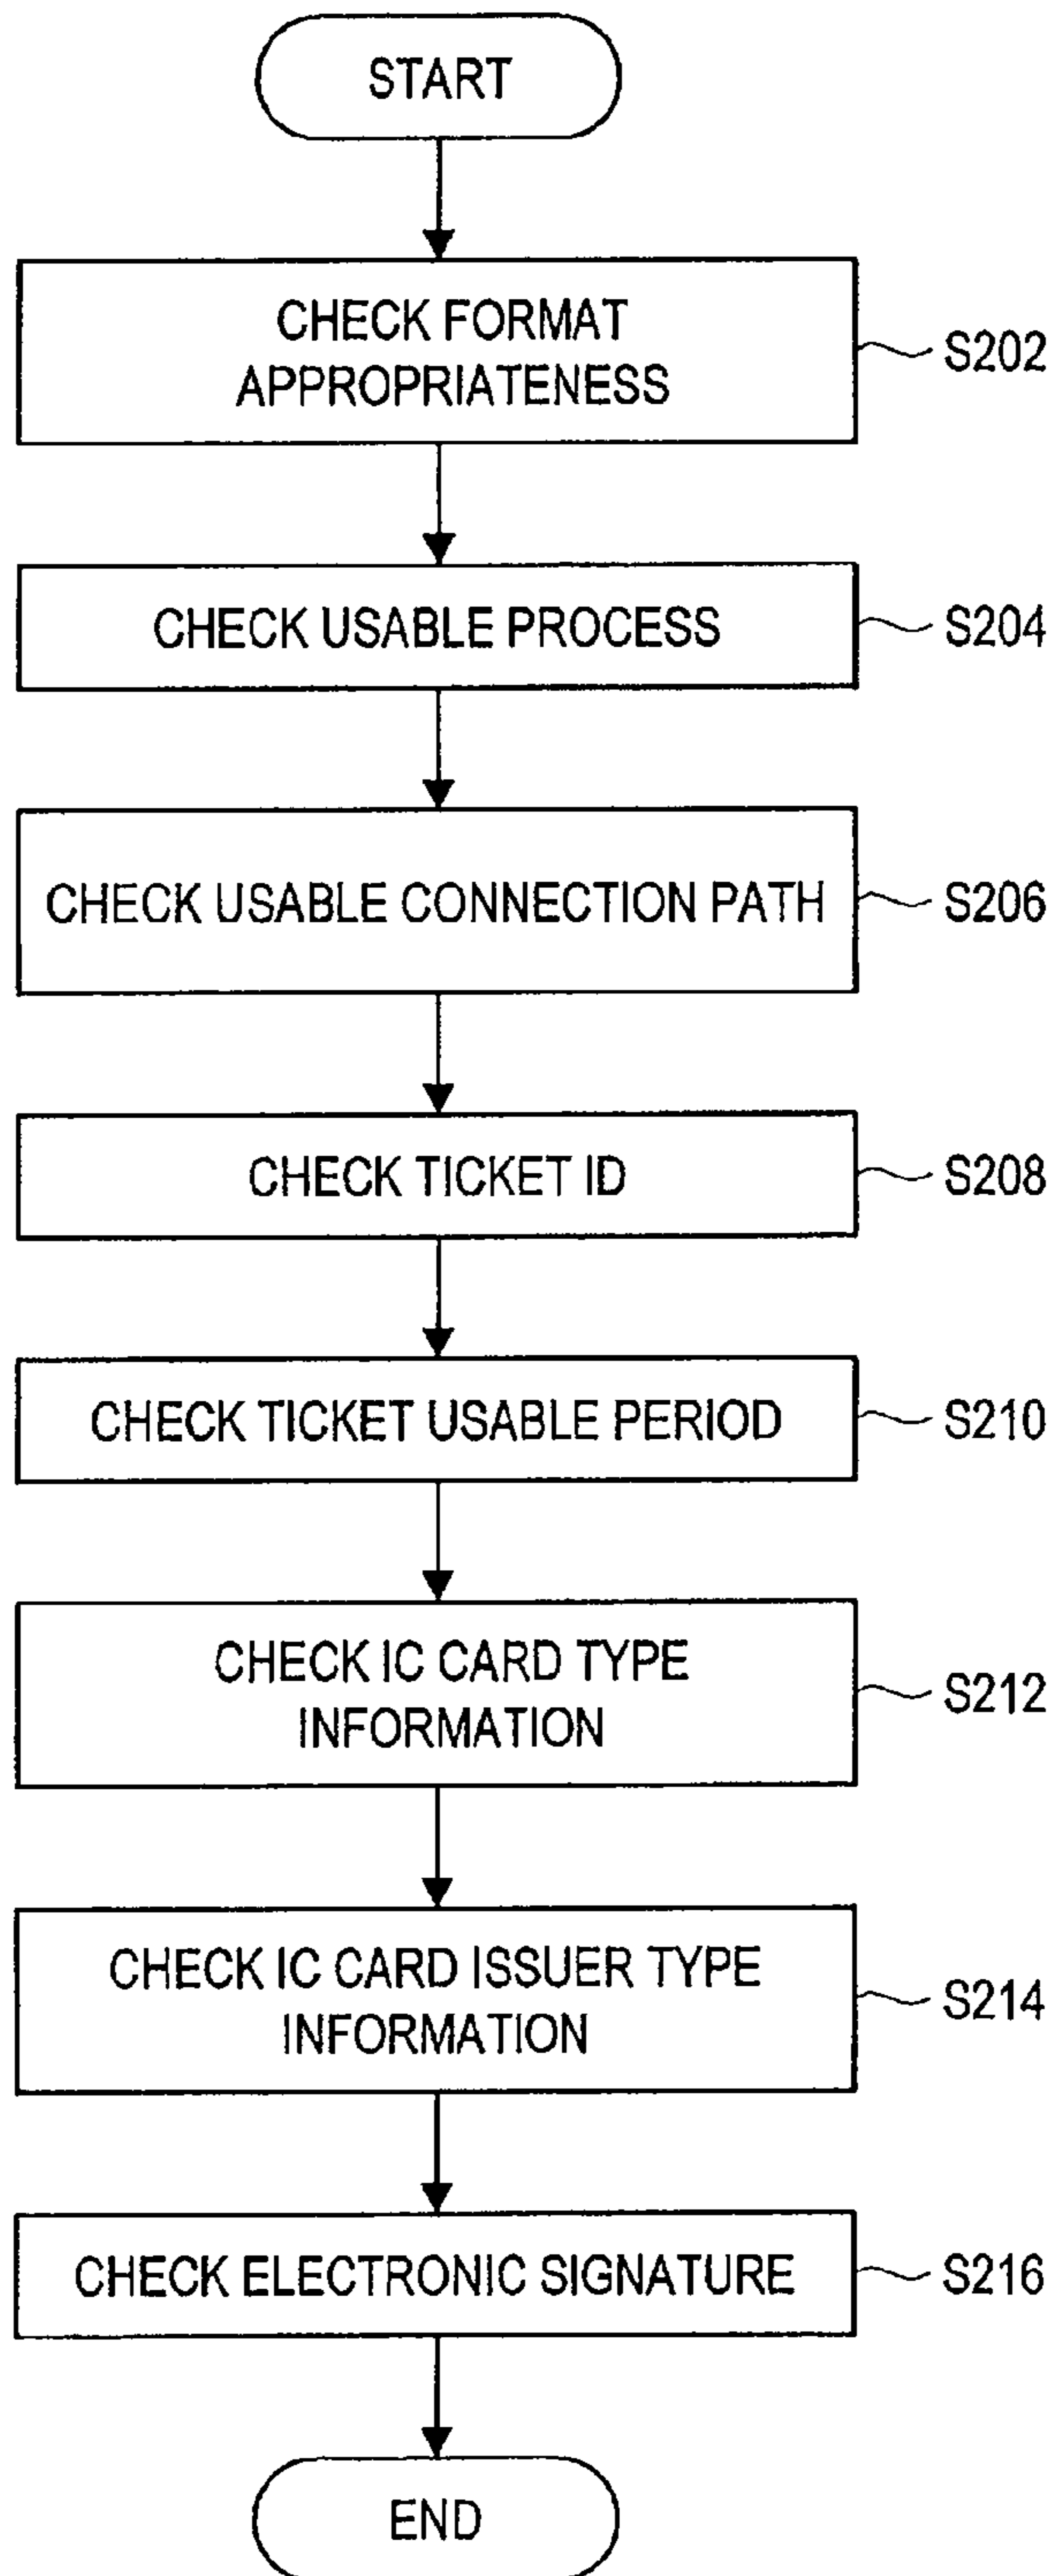 START
CHECK FORMAT
APPROPRIATENESS
S202
CHECK USABLE PROCESS
S204
CHECK USABLE CONNECTION PATH
S206
CHECK TICKET ID
S208
CHECK TICKET USABLE PERIOD
S210
CHECK IC CARD TYPE
INFORMATION
S212
CHECK IC CARD ISSUER TYPE
INFORMATION
S214
CHECK ELECTRONIC SIGNATURE
S216
END